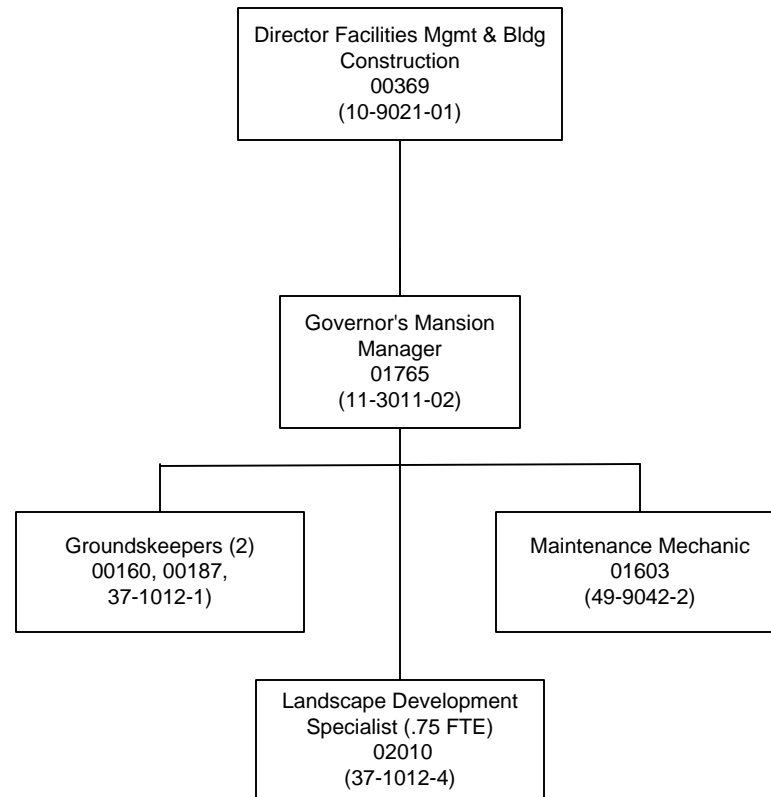 Director Facilities Mgmt & Bldg
Construction
00369
(10-9021-01)
Governor's Mansion
Manager
01765
(11-3011-02)
Groundskeepers (2)
00160, 00187,
37-1012-1)
Maintenance Mechanic
01603
(49-9042-2)
Landscape Development
Specialist (.75 FTE)
02010
(37-1012-4)